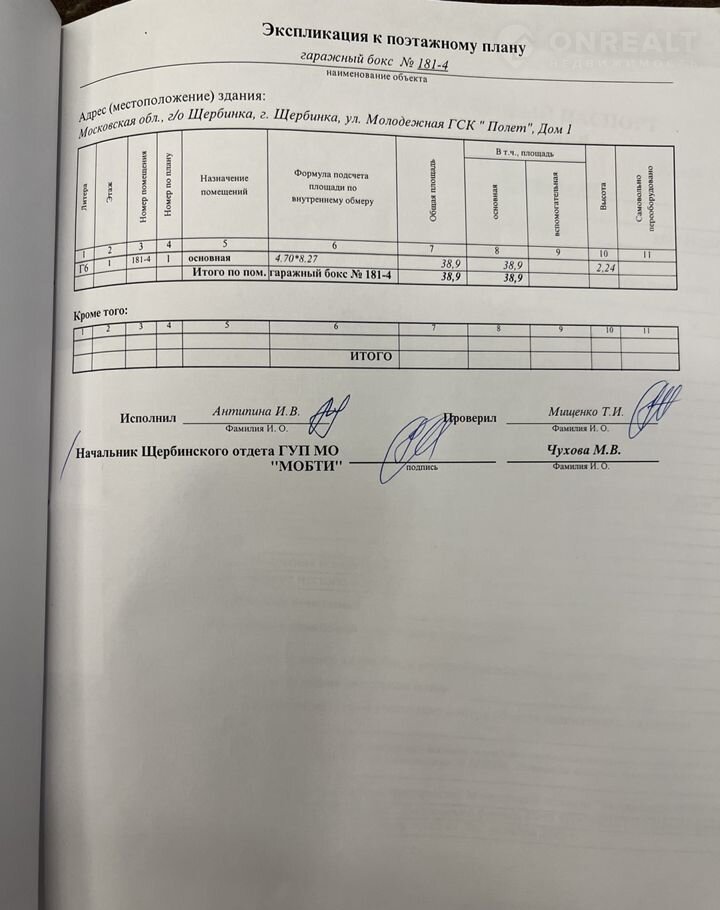 Экспликация к поэтажному плану
ONREALT
НЕДВИЖИМОСТЬ
гаражный бокс № 181-4
наименование объекта
Адрес (местоположение) здания:
Московская обл., г/о Щербинка, г. Щербинка, ул. Молодежная ГСК " Полет", Дом 1
Литера Этаж Номер помещения Номер по плану Назначение помещений Формула подсчета площади по внутреннему обмеру Общая площадь В т.ч., площадь основная вспомогательная Высота Самовольно переоборудовано
1 2 3 4 5 6 7 8 9 10 11
Г6 1 181-4 1 основная 4.70*8.27 38,9 38,9 2,24
Итого по пом. гаражный бокс № 181-4 38,9 38,9
Кроме того:
1 2 3 4 5 6 7 8 9 10 11
ИТОГО
Исполнил Антипина И.В. Проверил Мищенко Т.И.
Фамилия И. О. Фамилия И. О.
Начальник Щербинского отдета ГУП МО
"МОБТИ" Чухова М.В.
подпись Фамилия И. О.